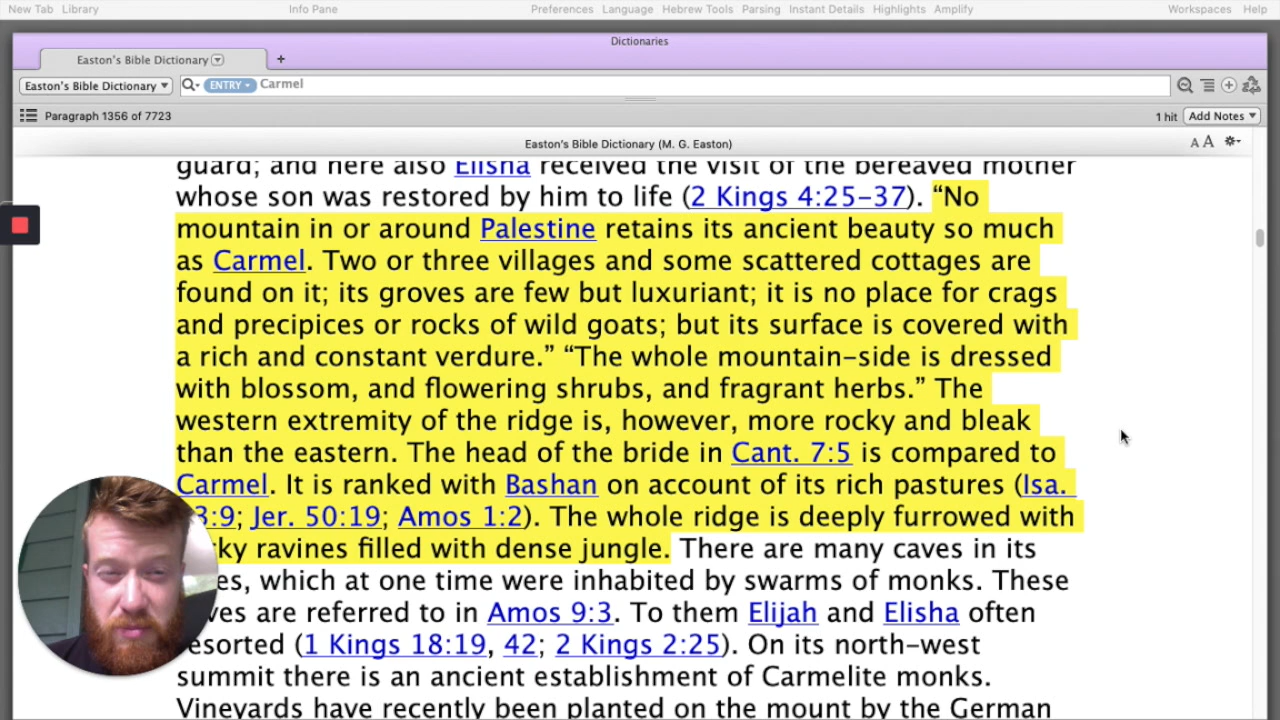 New Tab Library Info Pane Preferences Language Hebrew Tools Parsing Instant Details Highlights Amplify Workspaces Help
Dictionaries
Easton's Bible Dictionary +
Easton's Bible Dictionary ENTRY Carmel
Paragraph 1356 of 7723 1 hit Add Notes
Easton's Bible Dictionary (M. G. Easton) A A
guard; and here also Elisha received the visit of the bereaved mother
whose son was restored by him to life (2 Kings 4:25–37). “No
mountain in or around Palestine retains its ancient beauty so much
as Carmel. Two or three villages and some scattered cottages are
found on it; its groves are few but luxuriant; it is no place for crags
and precipices or rocks of wild goats; but its surface is covered with
a rich and constant verdure.” “The whole mountain–side is dressed
with blossom, and flowering shrubs, and fragrant herbs.” The
western extremity of the ridge is, however, more rocky and bleak
than the eastern. The head of the bride in Cant. 7:5 is compared to
Carmel. It is ranked with Bashan on account of its rich pastures (Isa.
3:9; Jer. 50:19; Amos 1:2). The whole ridge is deeply furrowed with
ravines filled with dense jungle. There are many caves in its
which at one time were inhabited by swarms of monks. These
are referred to in Amos 9:3. To them Elijah and Elisha often
resorted (1 Kings 18:19, 42; 2 Kings 2:25). On its north–west
summit there is an ancient establishment of Carmelite monks.
Vineyards have recently been planted on the mount by the German